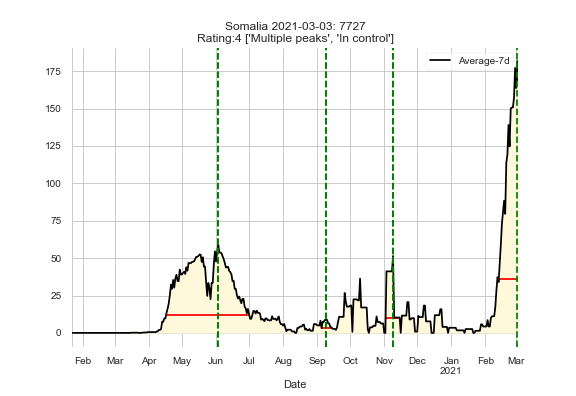 Somalia 2021-03-03: 7727
Rating:4 ['Multiple peaks', 'In control']
Average-7d
175
150
125
100
75
50
25
0
Feb Mar Apr May Jun Jul Aug Sep Oct Nov Dec Jan Feb Mar
2021
Date